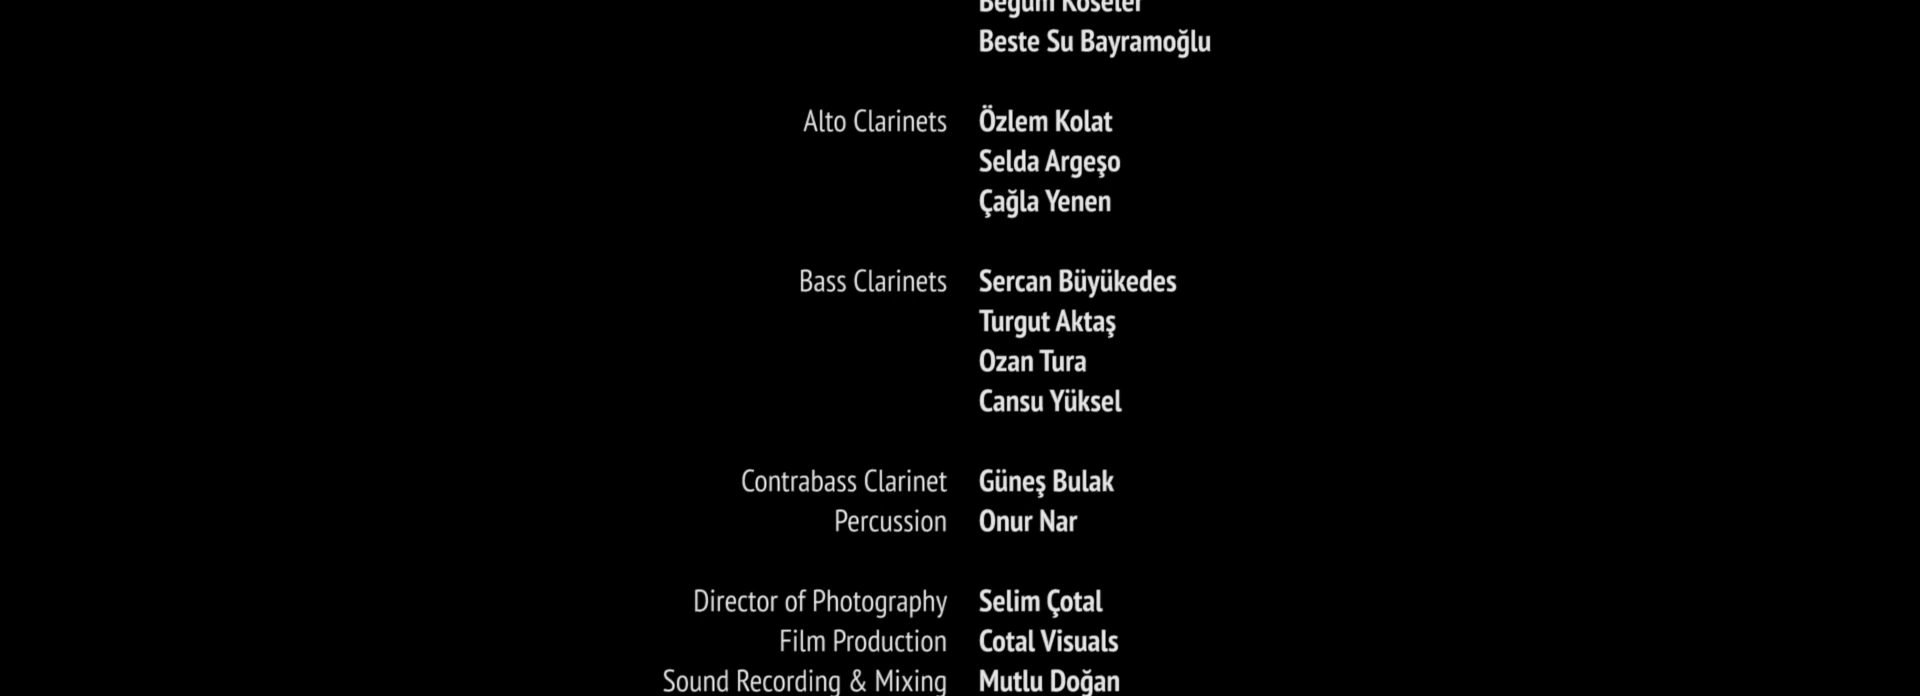 Begüm Köseler
Beste Su Bayramoğlu
Alto Clarinets Özlem Kolat
Selda Argeşo
Çağla Yenen
Bass Clarinets Sercan Büyükedes
Turgut Aktaş
Ozan Tura
Cansu Yüksel
Contrabass Clarinet Güneş Bulak
Percussion Onur Nar
Director of Photography Selim Çotal
Film Production Cotal Visuals
Sound Recording & Mixing Mutlu Doğan